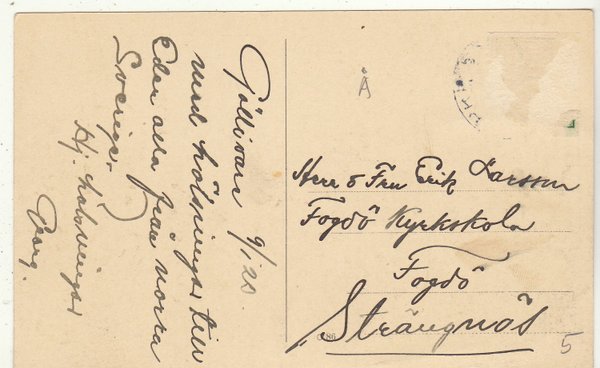 Gällivare 9/1 20
med hälsningar till
Eder alla från norra
Sverige.
Hj. hälsningar
Georg.
Å
Herr o Fru Erik Larsson
Fogdö Kyrkskola
Fogdö
Strängnäs
5